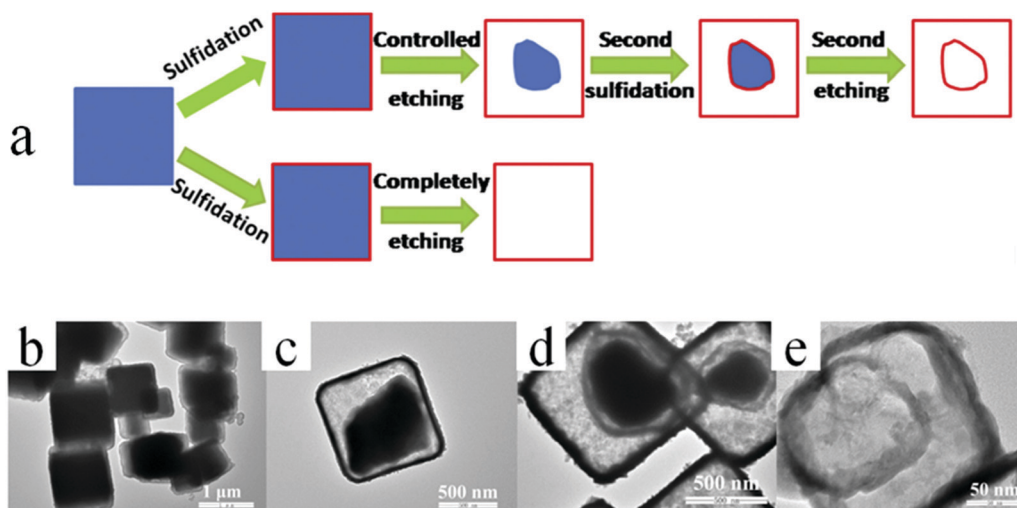 a
Sulfidation
Controlled
etching
Second
sulfidation
Second
etching
Sulfidation
Completely
etching
b
1 µm
c
500 nm
d
500 nm
e
50 nm